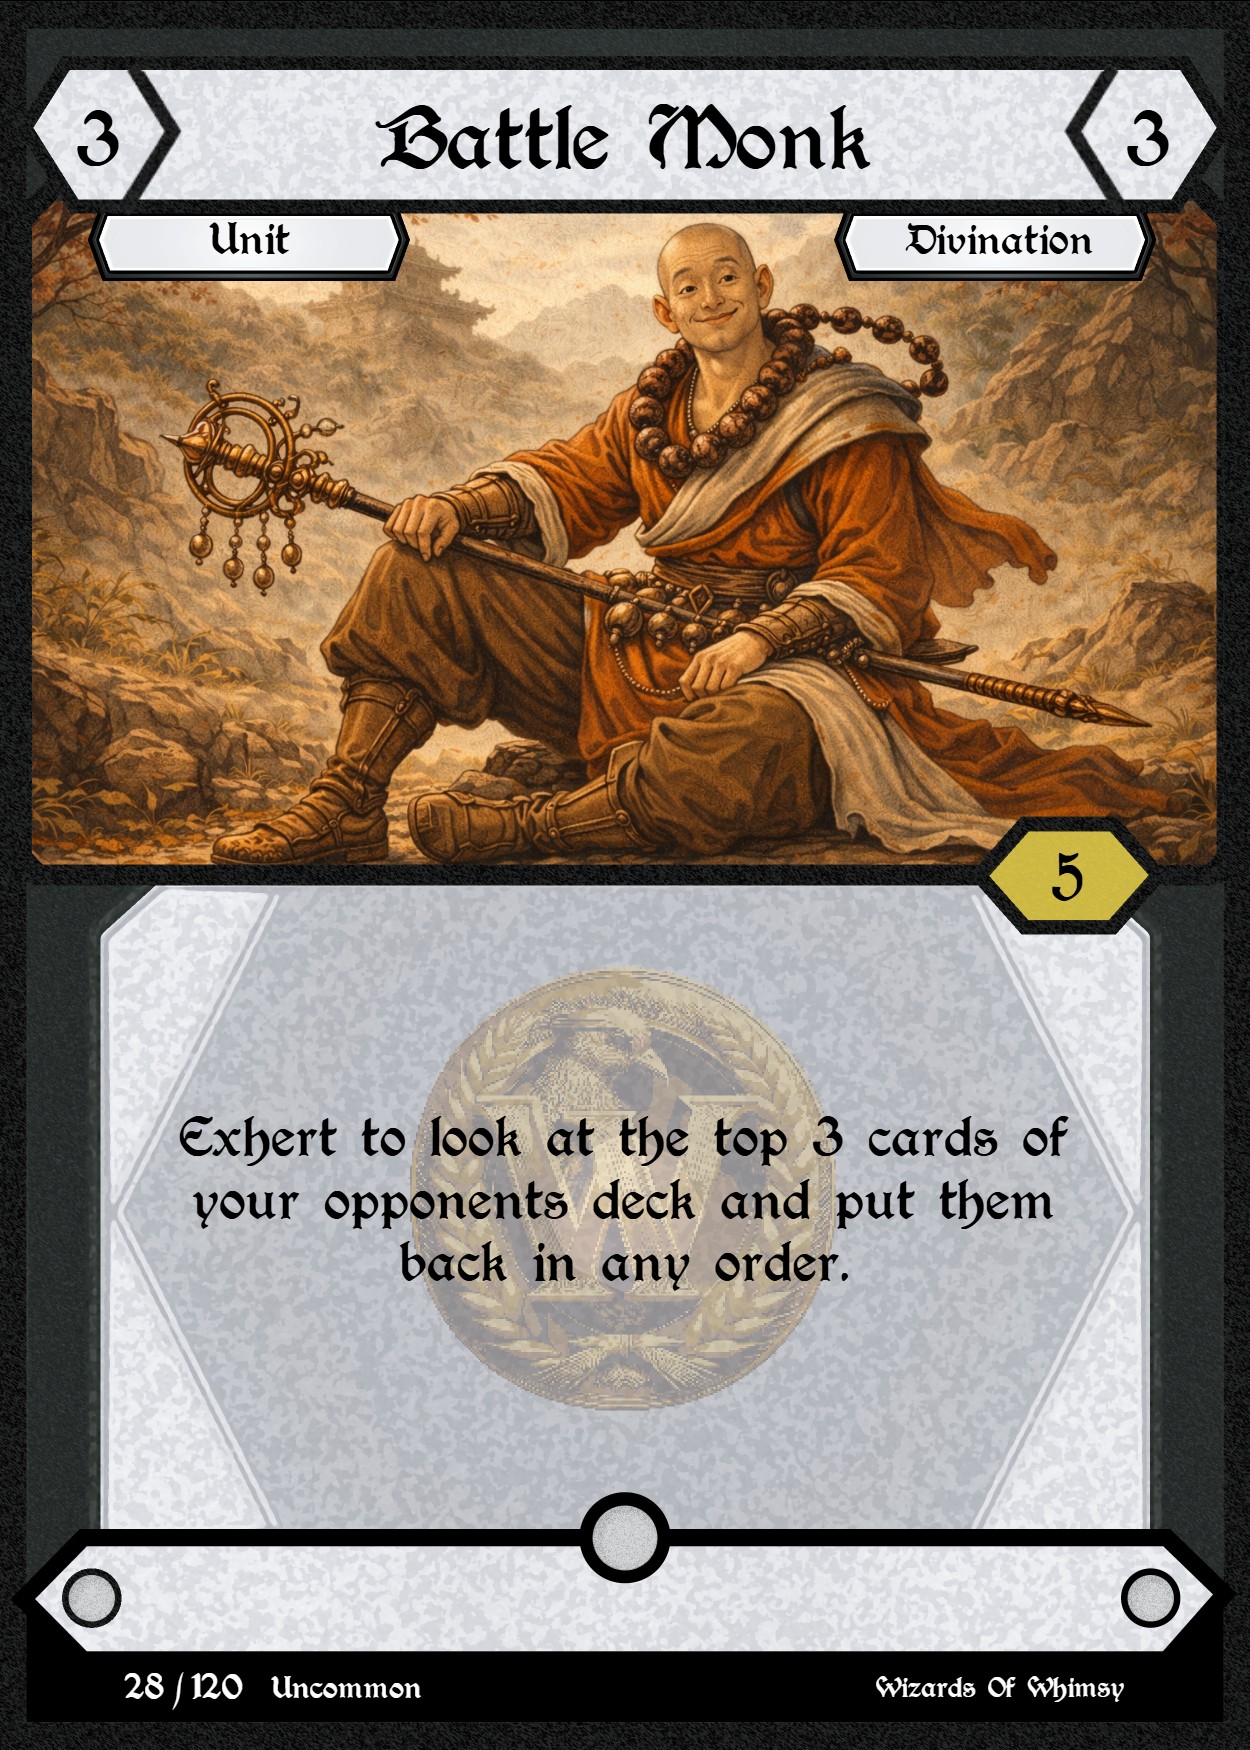 3 Battle Monk 3
Unit Divination
5
W
Exhert to look at the top 3 cards of
your opponents deck and put them
back in any order.
28 / 120 Uncommon Wizards Of Whimsy